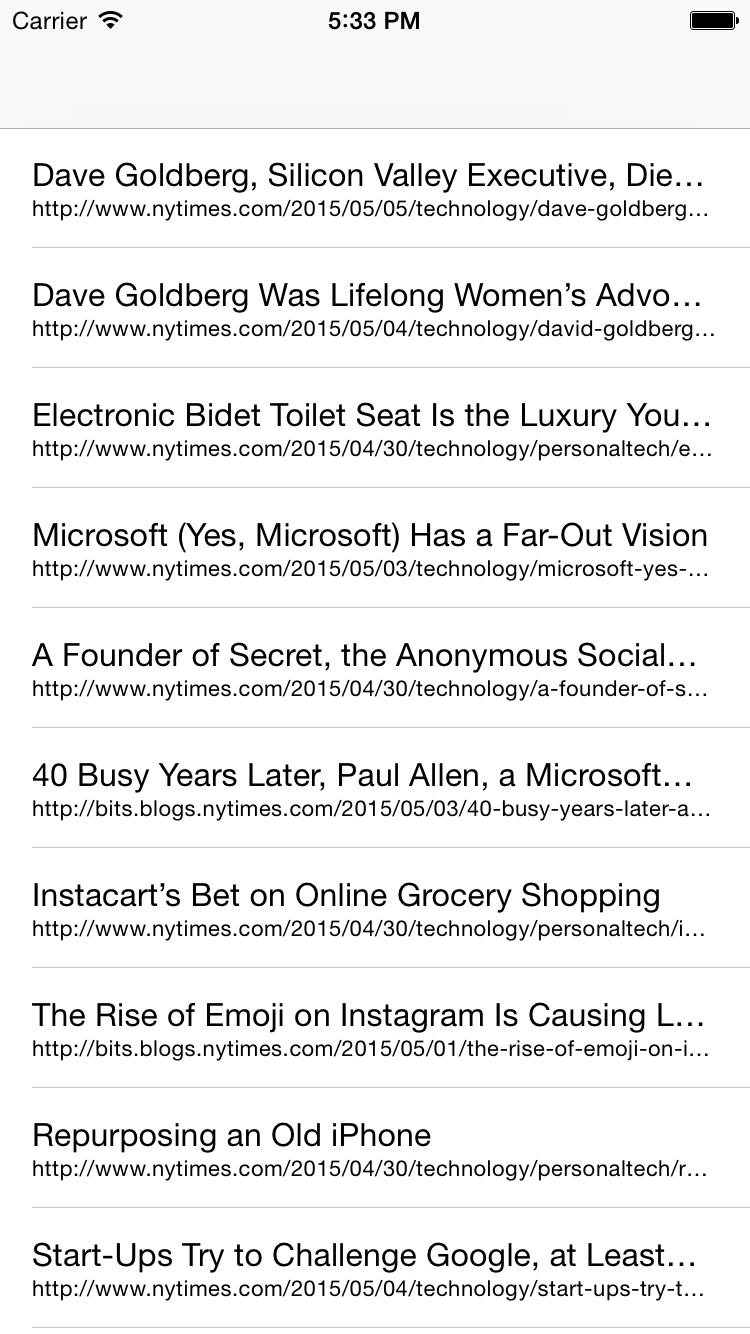 Carrier 5:33 PM
Dave Goldberg, Silicon Valley Executive, Die…
http://www.nytimes.com/2015/05/05/technology/dave-goldberg…
Dave Goldberg Was Lifelong Women’s Advo…
http://www.nytimes.com/2015/05/04/technology/david-goldberg…
Electronic Bidet Toilet Seat Is the Luxury You…
http://www.nytimes.com/2015/04/30/technology/personaltech/e…
Microsoft (Yes, Microsoft) Has a Far-Out Vision
http://www.nytimes.com/2015/05/03/technology/microsoft-yes-…
A Founder of Secret, the Anonymous Social…
http://www.nytimes.com/2015/04/30/technology/a-founder-of-s…
40 Busy Years Later, Paul Allen, a Microsoft…
http://bits.blogs.nytimes.com/2015/05/03/40-busy-years-later-a…
Instacart’s Bet on Online Grocery Shopping
http://www.nytimes.com/2015/04/30/technology/personaltech/i…
The Rise of Emoji on Instagram Is Causing L…
http://bits.blogs.nytimes.com/2015/05/01/the-rise-of-emoji-on-i…
Repurposing an Old iPhone
http://www.nytimes.com/2015/04/30/technology/personaltech/r…
Start-Ups Try to Challenge Google, at Least…
http://www.nytimes.com/2015/05/04/technology/start-ups-try-t…